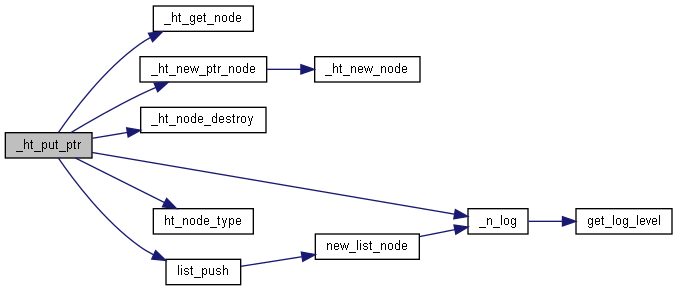 _ht_get_node
_ht_new_ptr_node
_ht_new_node
_ht_node_destroy
_ht_put_ptr
ht_node_type
_n_log
get_log_level
new_list_node
list_push